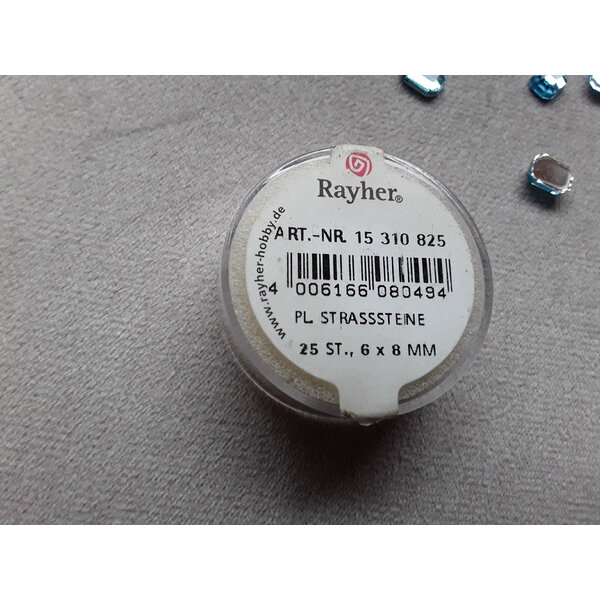 Rayher®
www.rayher-hobby.de
ART.-NR. 15 310 825
4 006166 080494
PL. STRASSSTEINE
25 ST., 6 x 8 MM